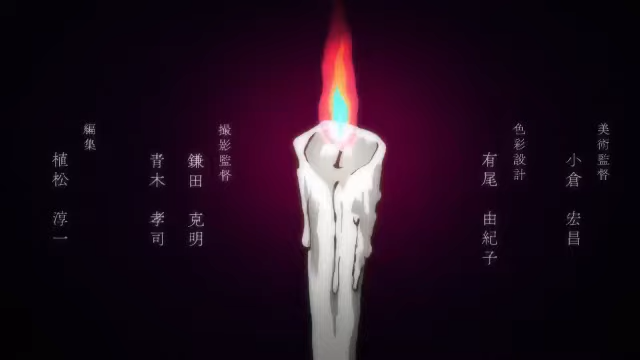 美術監督
小倉 宏昌
色彩設計
有尾 由紀子
撮影監督
鎌田 克明
青木 孝司
編集
植松 淳一